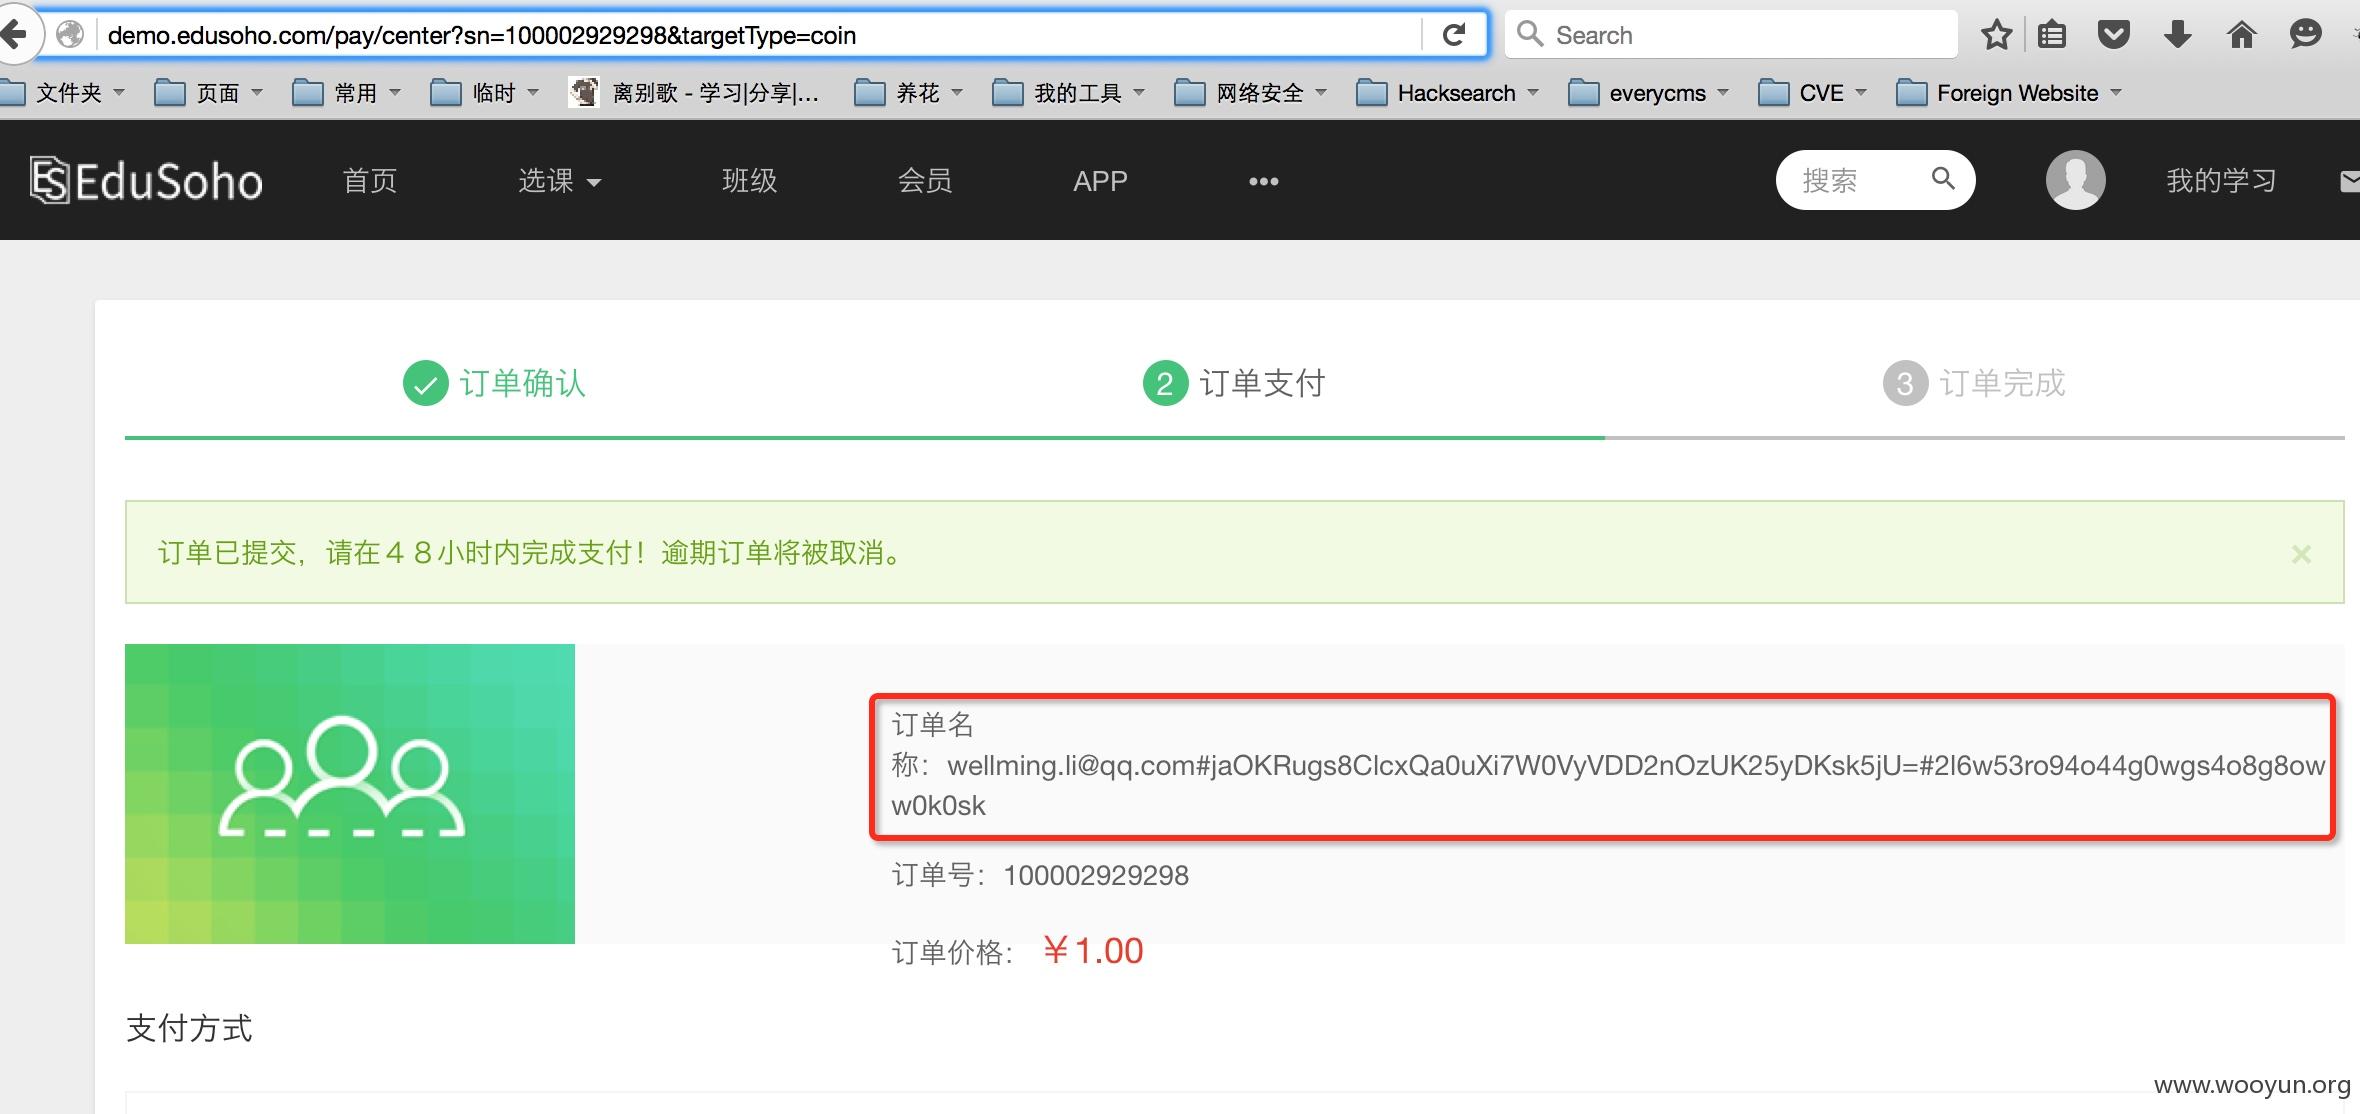 demo.edusoho.com/pay/center?sn=100002929298&targetType=coin
Search
文件夹 页面 常用 临时 离别歌 - 学习|分享|... 养花 我的工具 网络安全 Hacksearch everycms CVE Foreign Website
ES EduSoho 首页 选课 班级 会员 APP ••• 搜索 我的学习
订单确认 2 订单支付 3 订单完成
订单已提交，请在４８小时内完成支付！逾期订单将被取消。 ×
订单名
称：wellming.li@qq.com#jaOKRugs8ClcxQa0uXi7W0VyVDD2nOzUK25yDKsk5jU=#2l6w53ro94o44g0wgs4o8g8ow
w0k0sk
订单号：100002929298
订单价格：￥1.00
支付方式
www.wooyun.org